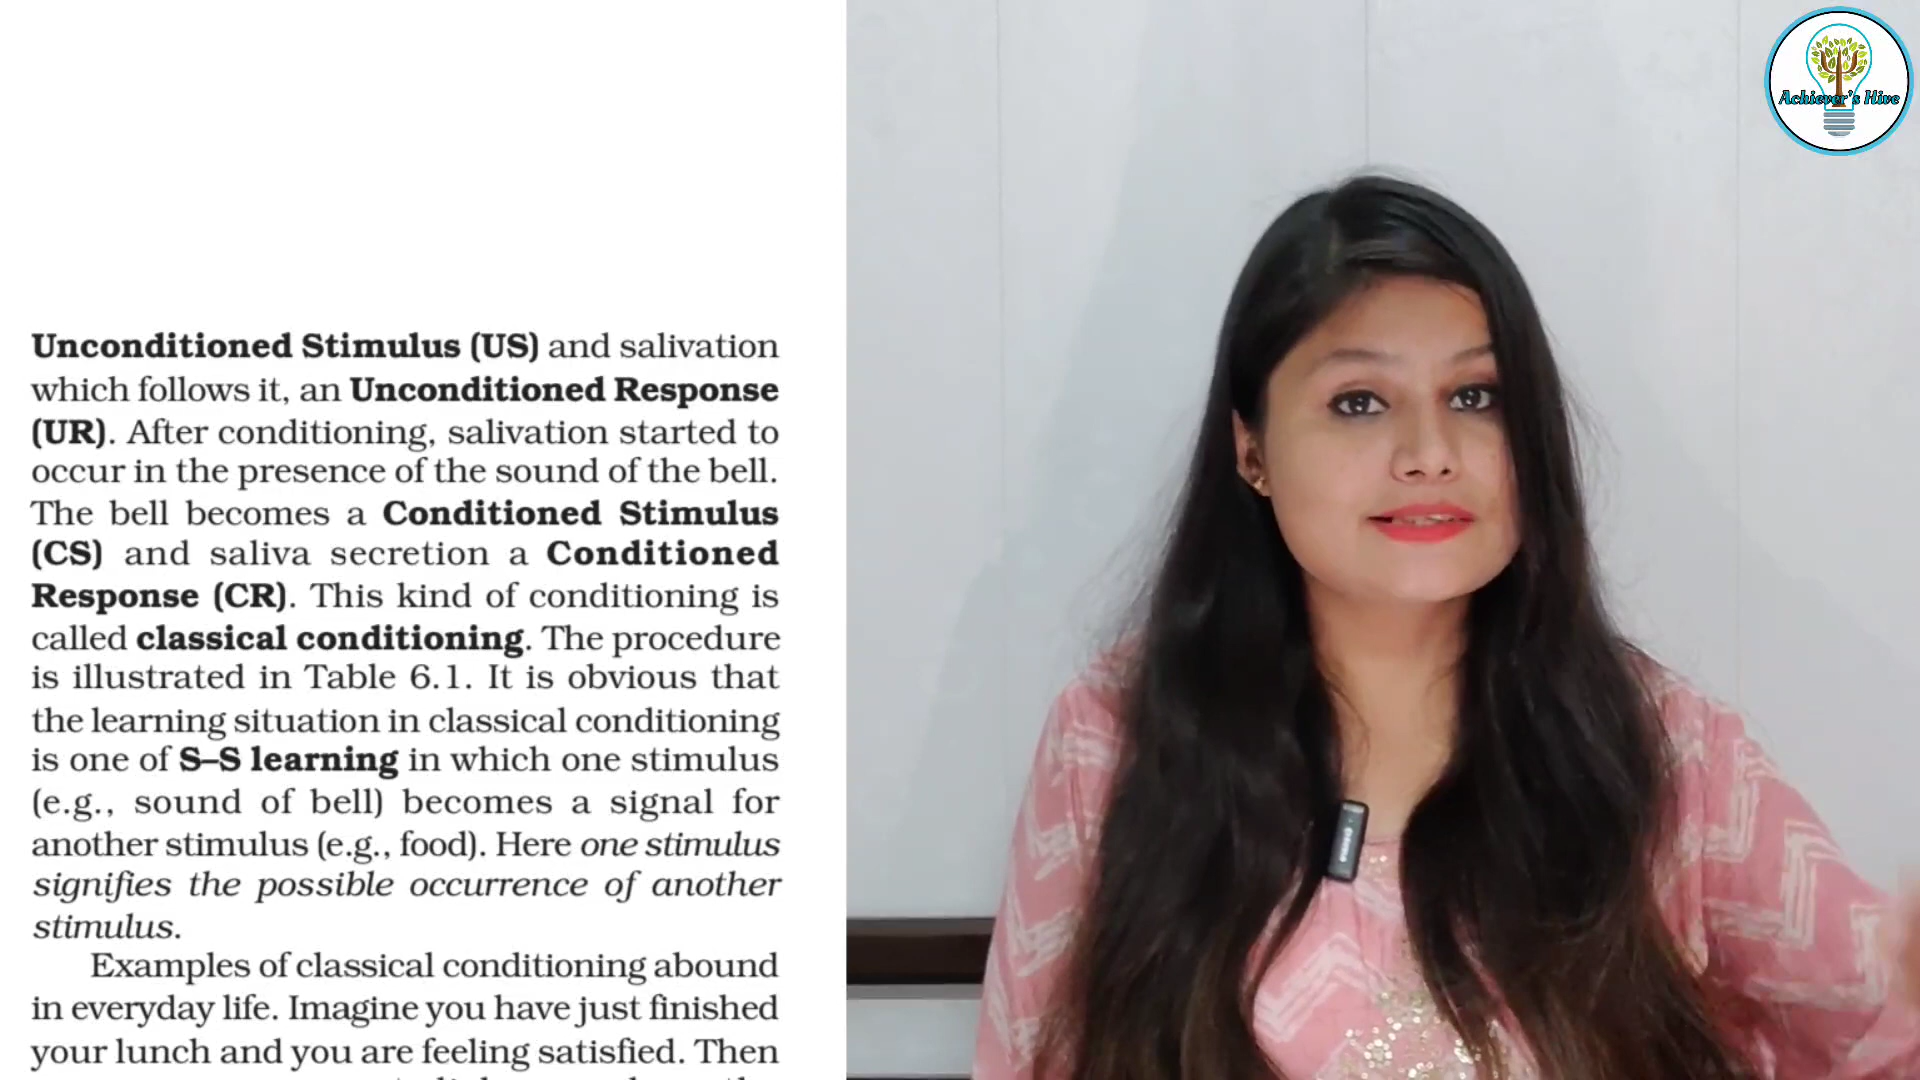 Achiever's Hive
Unconditioned Stimulus (US) and salivation
which follows it, an Unconditioned Response
(UR). After conditioning, salivation started to
occur in the presence of the sound of the bell.
The bell becomes a Conditioned Stimulus
(CS) and saliva secretion a Conditioned
Response (CR). This kind of conditioning is
called classical conditioning. The procedure
is illustrated in Table 6.1. It is obvious that
the learning situation in classical conditioning
is one of S–S learning in which one stimulus
(e.g., sound of bell) becomes a signal for
another stimulus (e.g., food). Here one stimulus
signifies the possible occurrence of another
stimulus.
Examples of classical conditioning abound
in everyday life. Imagine you have just finished
your lunch and you are feeling satisfied. Then